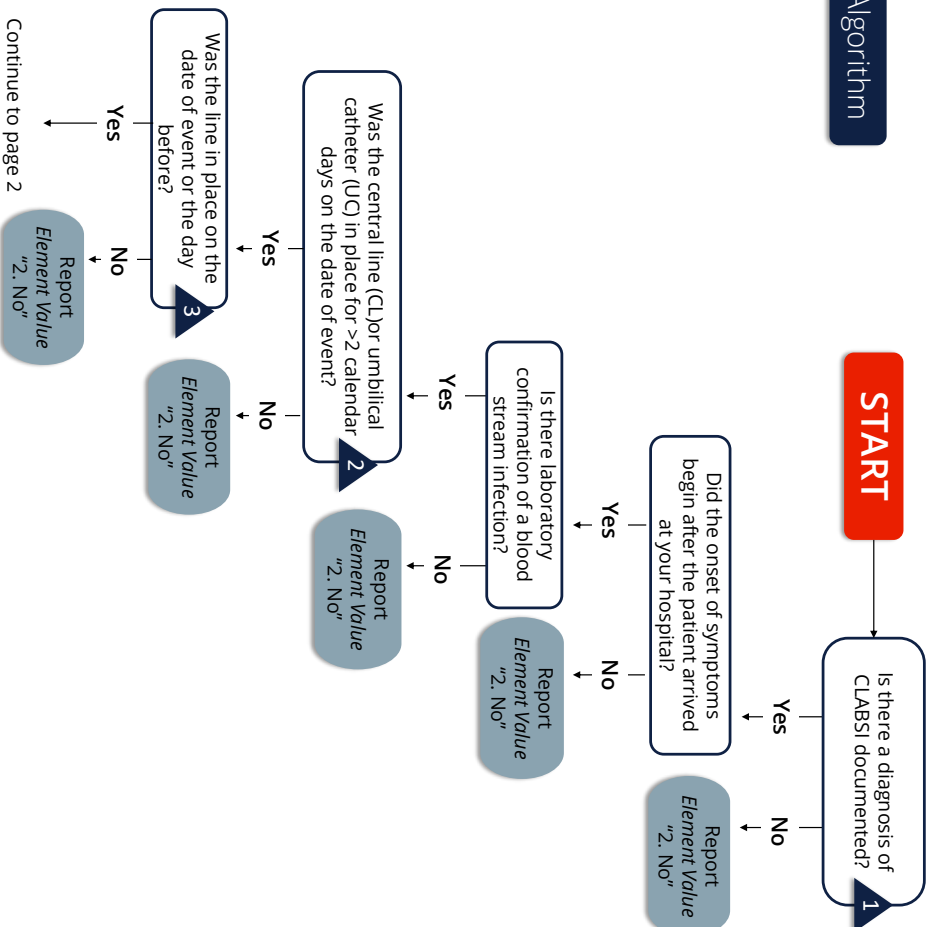 Algorithm
START
Is there a diagnosis of
CLABSI documented?
1
Yes
No
Report
Element Value
“2. No”
Did the onset of symptoms
begin after the patient arrived
at your hospital?
Yes
No
Report
Element Value
“2. No”
Is there laboratory
confirmation of a blood
stream infection?
Yes
No
Report
Element Value
“2. No”
Was the central line (CL)or umbilical
catheter (UC) in place for >2 calendar
days on the date of event?
2
Yes
No
Report
Element Value
“2. No”
Was the line in place on the
date of event or the day
before?
3
Yes
No
Report
Element Value
“2. No”
Continue to page 2